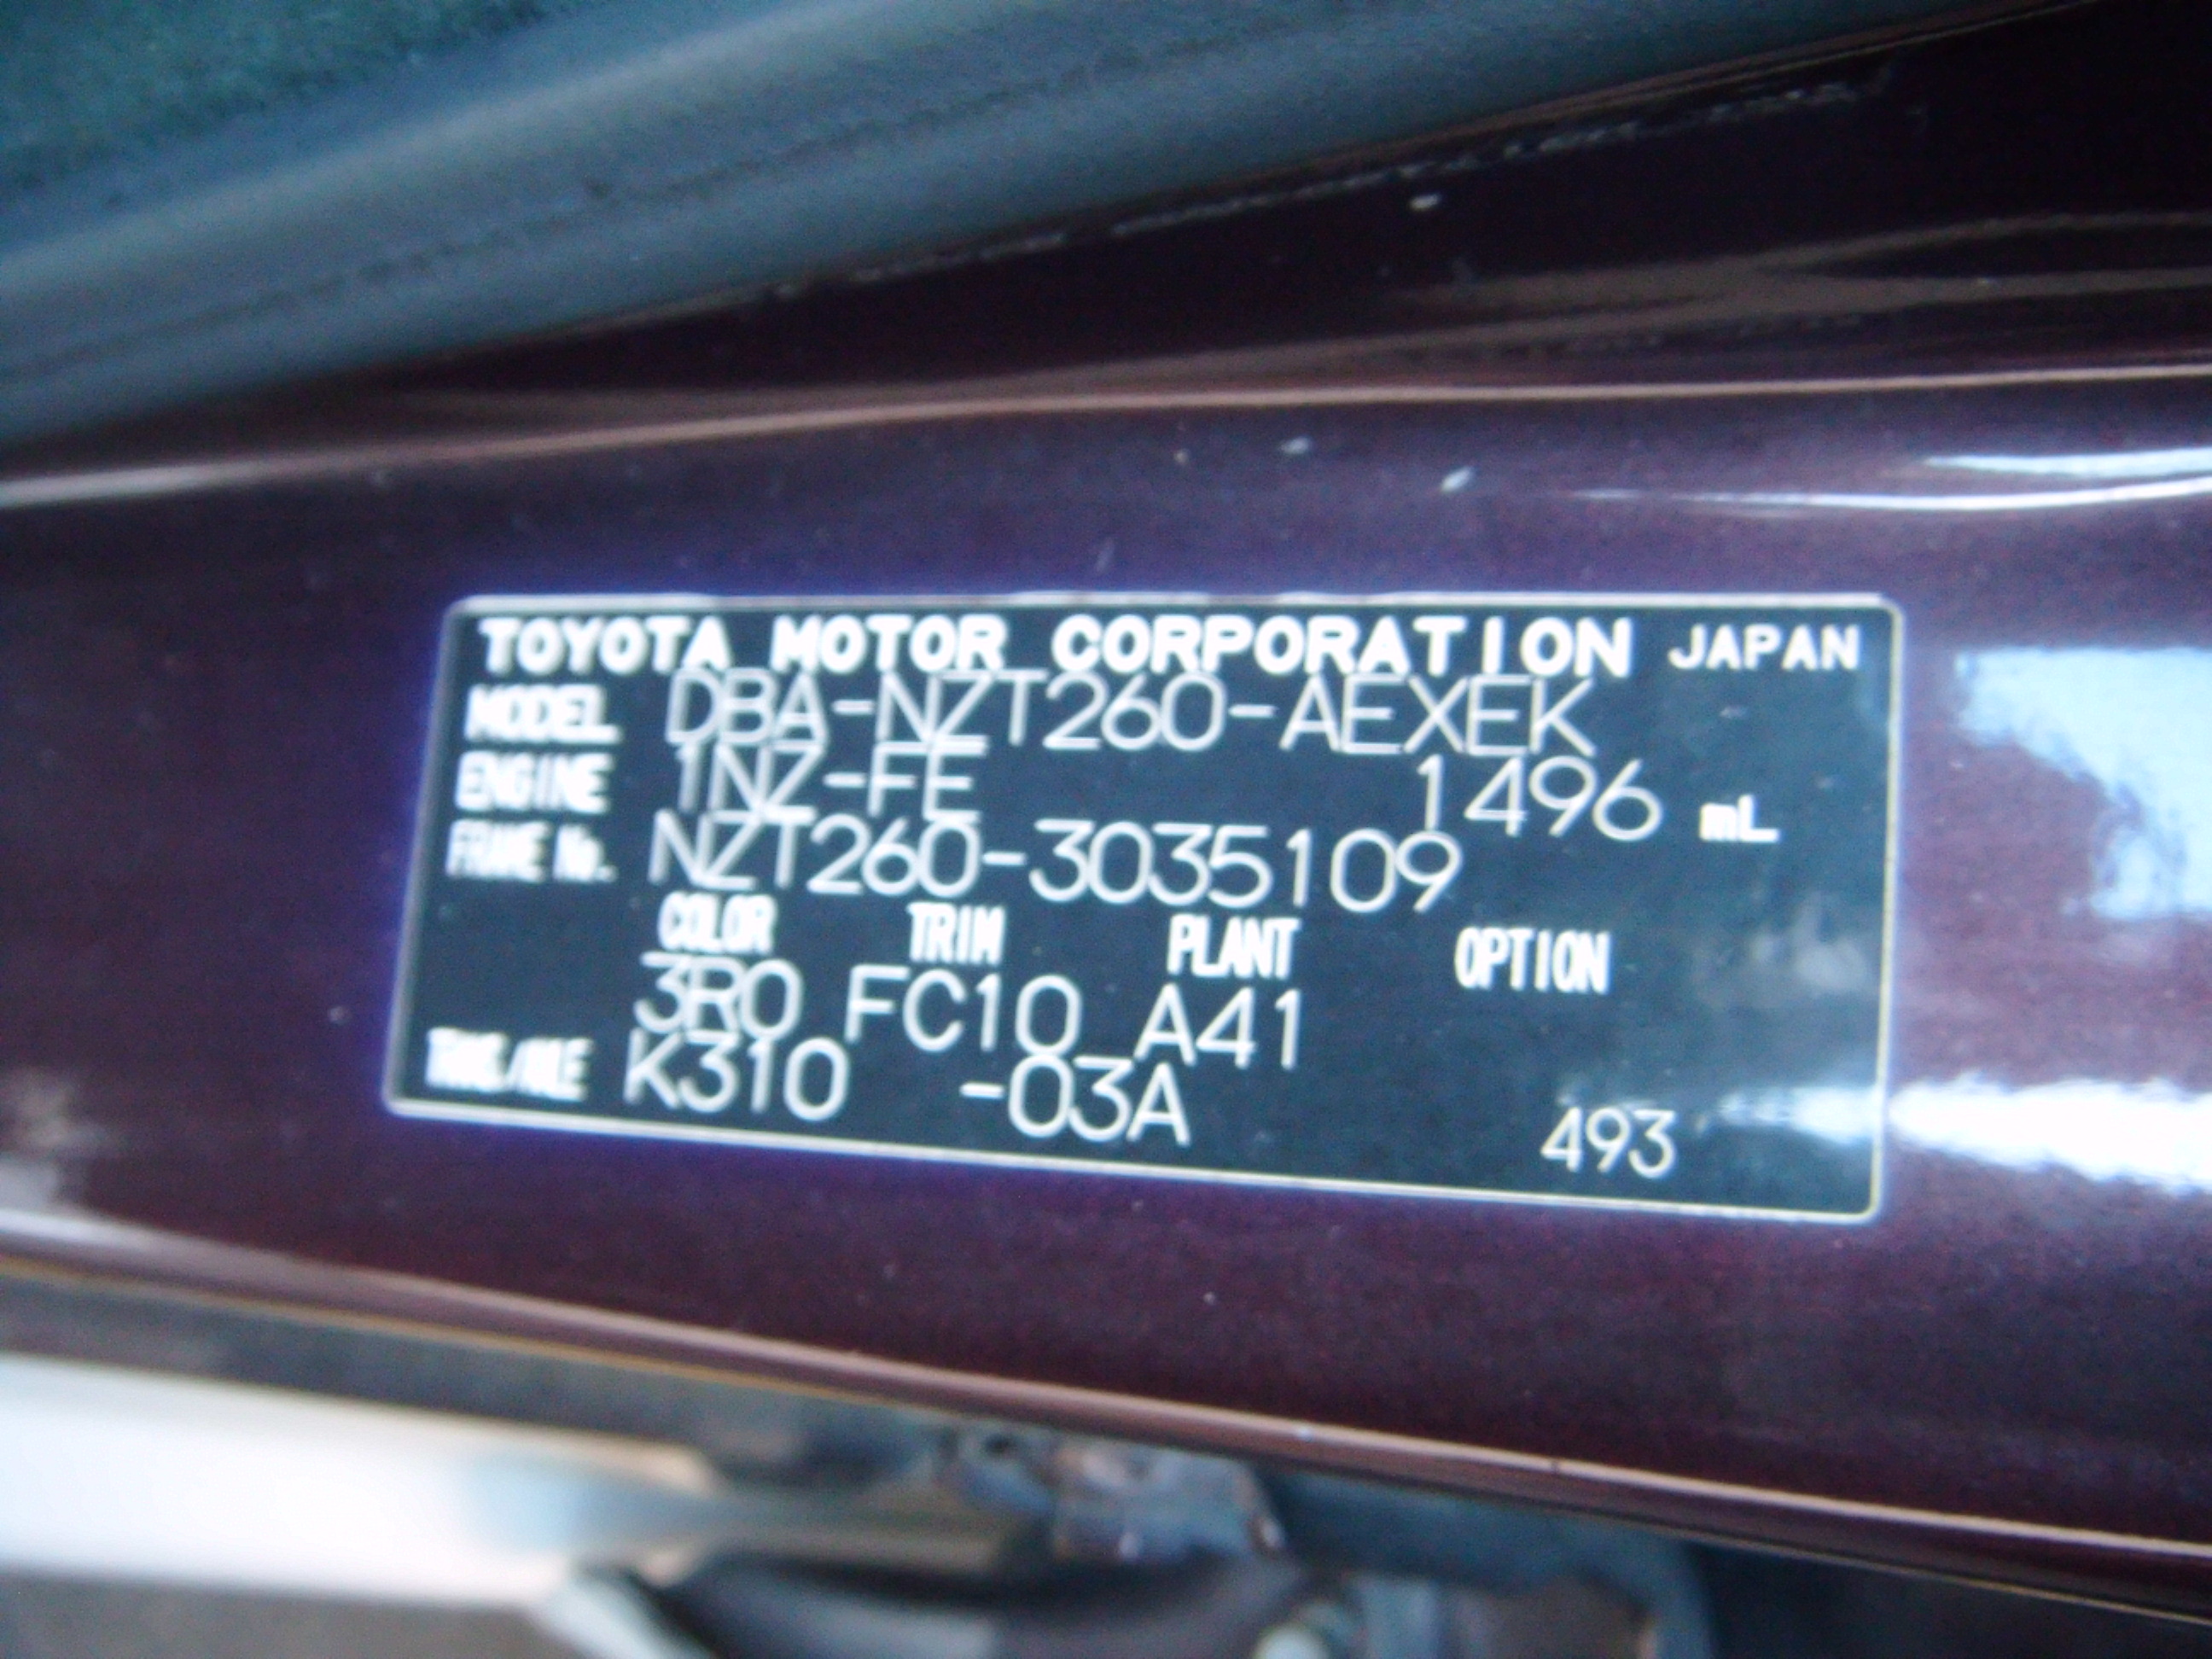 TOYOTA MOTOR CORPORATION JAPAN
MODEL DBA-NZT260-AEXEK
ENGINE 1NZ-FE 1496 mL
FRAME No. NZT260-3035109
COLOR TRIM PLANT OPTION
3R0 FC10 A41
TRANS/AXLE K310 -03A
493